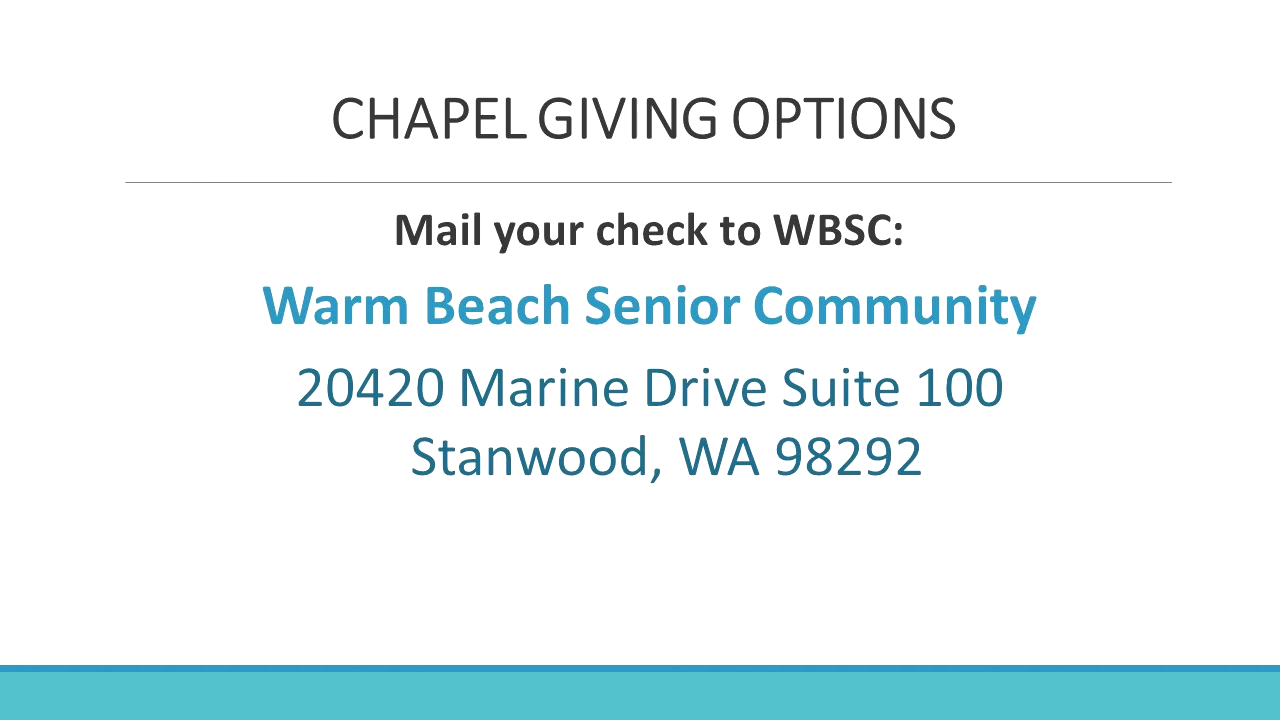 CHAPEL GIVING OPTIONS
Mail your check to WBSC:
Warm Beach Senior Community
20420 Marine Drive Suite 100
Stanwood, WA 98292